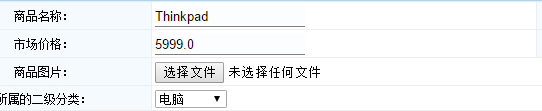 商品名称： Thinkpad
市场价格： 5999.0
商品图片： 选择文件 未选择任何文件
所属的二级分类： 电脑